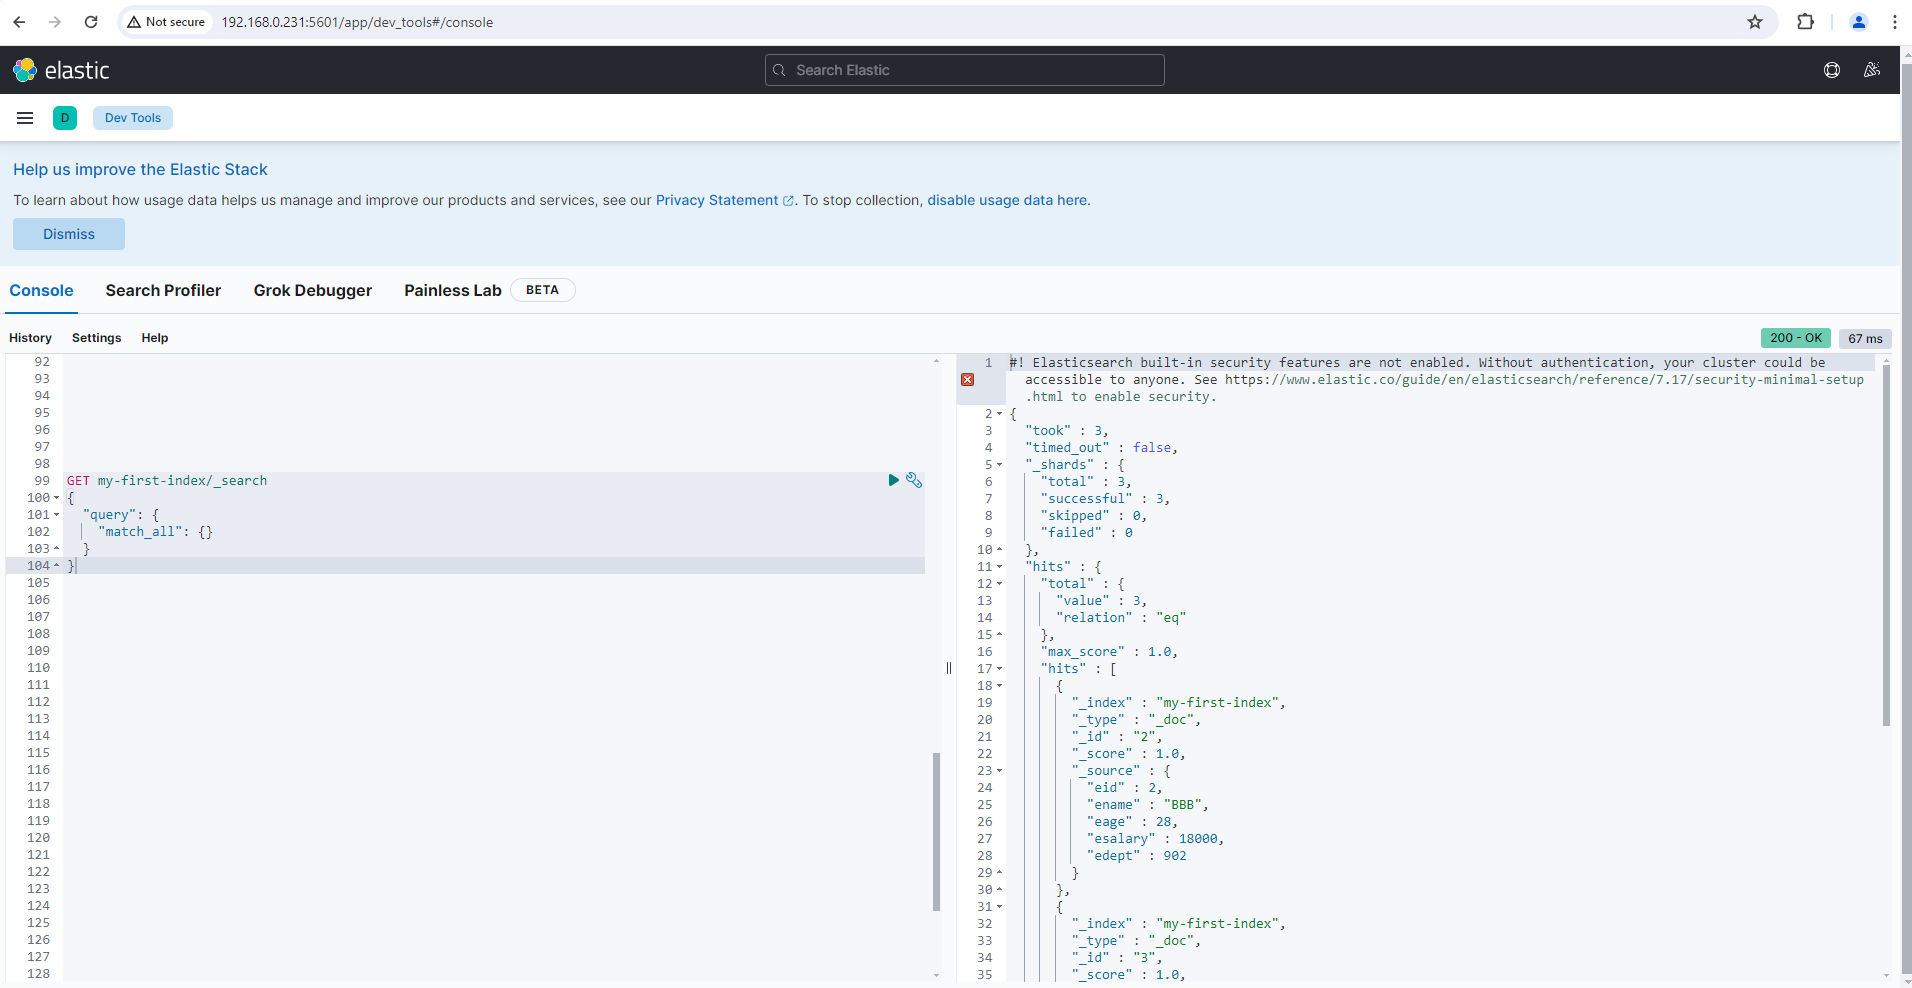 Not secure 192.168.0.231:5601/app/dev_tools#/console
elastic
Search Elastic
D Dev Tools
Help us improve the Elastic Stack
To learn about how usage data helps us manage and improve our products and services, see our Privacy Statement. To stop collection, disable usage data here.
Dismiss
Console Search Profiler Grok Debugger Painless Lab BETA
History Settings Help
200 - OK 67 ms
92
93
94
95
96
97
98
99 GET my-first-index/_search
100 {
101 "query": {
102 "match_all": {}
103 }
104 }
105
106
107
108
109
110
111
112
113
114
115
116
117
118
119
120
121
122
123
124
125
126
127
128
1 #! Elasticsearch built-in security features are not enabled. Without authentication, your cluster could be
accessible to anyone. See https://www.elastic.co/guide/en/elasticsearch/reference/7.17/security-minimal-setup
.html to enable security.
2 {
3 "took" : 3,
4 "timed_out" : false,
5 "_shards" : {
6 "total" : 3,
7 "successful" : 3,
8 "skipped" : 0,
9 "failed" : 0
10 },
11 "hits" : {
12 "total" : {
13 "value" : 3,
14 "relation" : "eq"
15 },
16 "max_score" : 1.0,
17 "hits" : [
18 {
19 "_index" : "my-first-index",
20 "_type" : "_doc",
21 "_id" : "2",
22 "_score" : 1.0,
23 "_source" : {
24 "eid" : 2,
25 "ename" : "BBB",
26 "eage" : 28,
27 "esalary" : 18000,
28 "edept" : 902
29 }
30 },
31 {
32 "_index" : "my-first-index",
33 "_type" : "_doc",
34 "_id" : "3",
35 "_score" : 1.0,